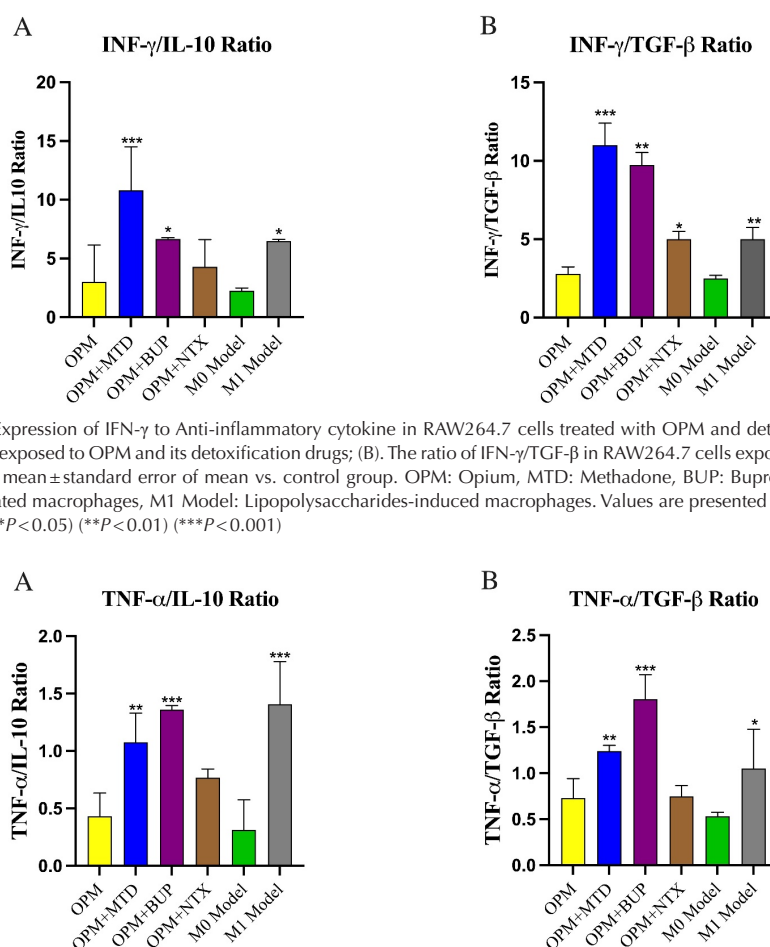 A
B
INF-γ/IL-10 Ratio
INF-γ/TGF-β Ratio
INF-γ/IL10 Ratio
20
15
10
5
0
***
*
*
OPM
OPM+MTD
OPM+BUP
OPM+NTX
M0 Model
M1 Model
INF-γ/TGF-β Ratio
15
10
5
0
***
**
*
**
OPM
OPM+MTD
OPM+BUP
OPM+NTX
M0 Model
M1 Model
Expression of IFN-γ to Anti-inflammatory cytokine in RAW264.7 cells treated with OPM and det
exposed to OPM and its detoxification drugs; (B). The ratio of IFN-γ/TGF-β in RAW264.7 cells expo
mean±standard error of mean vs. control group. OPM: Opium, MTD: Methadone, BUP: Bupre
ated macrophages, M1 Model: Lipopolysaccharides-induced macrophages. Values are presented
*P<0.05) (**P<0.01) (***P<0.001)
A
B
TNF-α/IL-10 Ratio
TNF-α/TGF-β Ratio
TNF-α/IL-10 Ratio
2.0
1.5
1.0
0.5
0.0
**
***
***
OPM
OPM+MTD
OPM+BUP
OPM+NTX
M0 Model
M1 Model
TNF-α/TGF-β Ratio
2.5
2.0
1.5
1.0
0.5
0.0
**
***
*
OPM
OPM+MTD
OPM+BUP
OPM+NTX
M0 Model
M1 Model